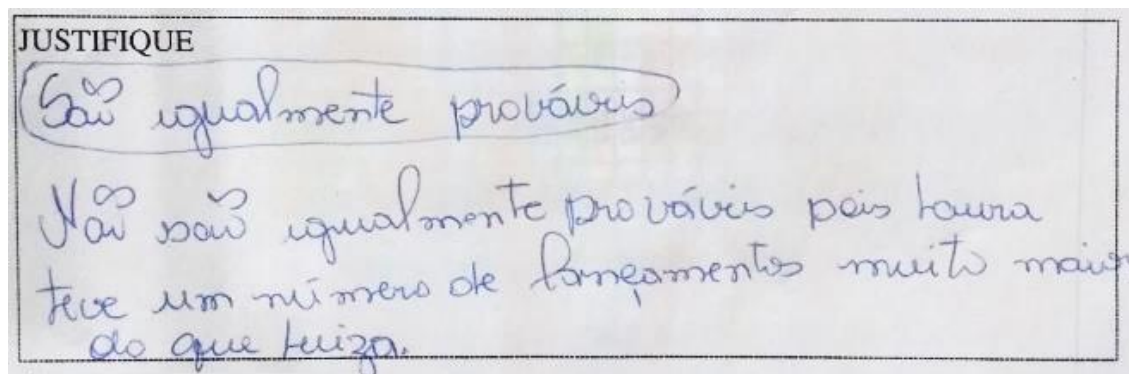 JUSTIFIQUE
São igualmente prováveis
Não são igualmente prováveis pois Laura
teve um número de lançamentos muito maior
do que Luiza.